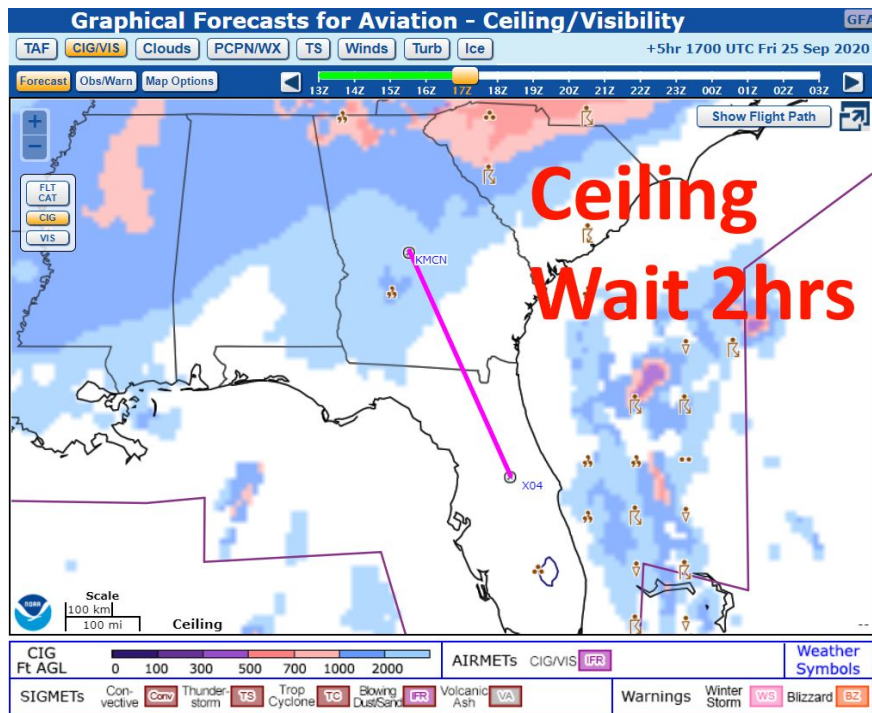 Graphical Forecasts for Aviation - Ceiling/Visibility
GFA
TAF CIG/VIS Clouds PCPN/WX TS Winds Turb Ice +5hr 1700 UTC Fri 25 Sep 2020
Forecast Obs/Warn Map Options
13Z 14Z 15Z 16Z 17Z 18Z 19Z 20Z 21Z 22Z 23Z 00Z 01Z 02Z 03Z
+
−
Show Flight Path
FLT
CAT
CIG
VIS
Ceiling
Wait 2hrs
KMCN
X04
NOAA
Scale
100 km
100 mi
Ceiling
--
CIG
Ft AGL
0 100 300 500 700 1000 2000
AIRMETs CIG/VIS IFR
Weather
Symbols
SIGMETs Con-
vective Conv Thunder-
storm TS Trop
Cyclone TC Blowing
Dust/Sand IFR Volcanic
Ash VA
Warnings Winter
Storm WS Blizzard BZ